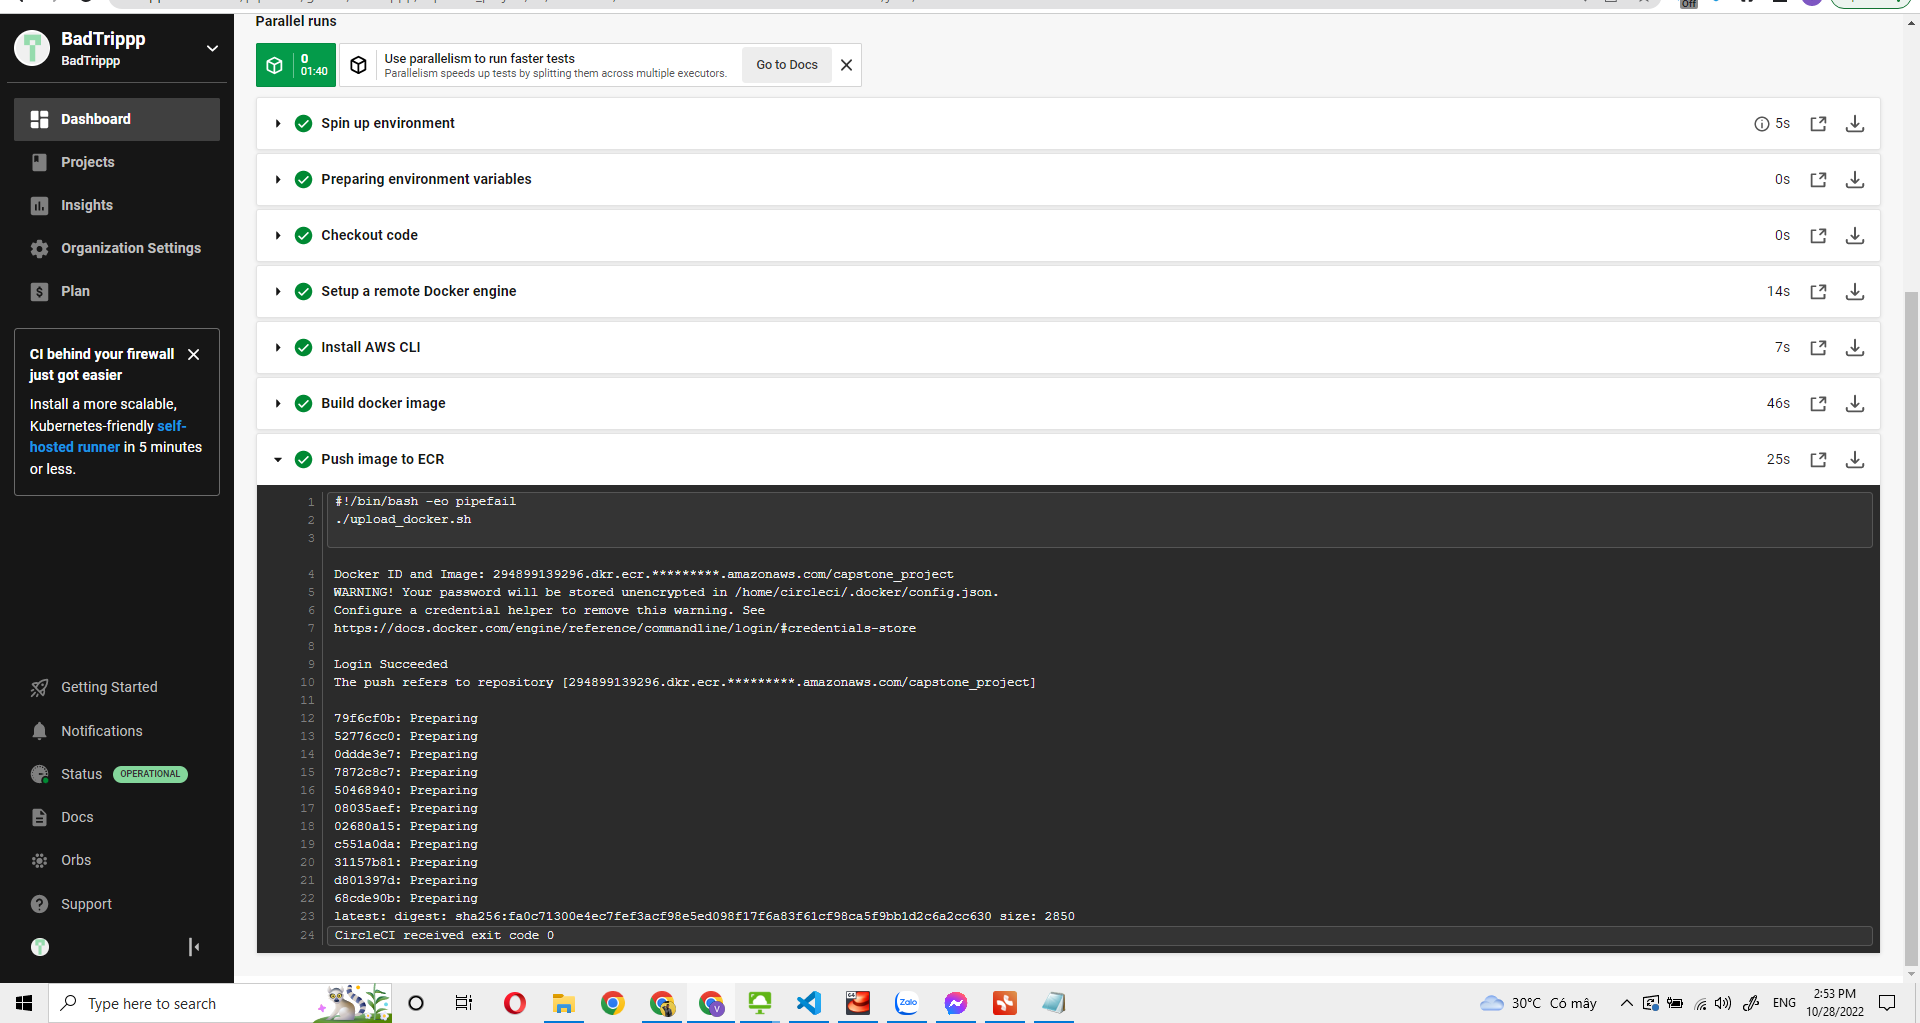 Off
BadTrippp
BadTrippp
Dashboard
Projects
Insights
Organization Settings
Plan
CI behind your firewall
just got easier
Install a more scalable,
Kubernetes-friendly self-
hosted runner in 5 minutes
or less.
Getting Started
Notifications
Status OPERATIONAL
Docs
Orbs
Support
Parallel runs
0
01:40
Use parallelism to run faster tests
Parallelism speeds up tests by splitting them across multiple executors.
Go to Docs
Spin up environment 5s
Preparing environment variables 0s
Checkout code 0s
Setup a remote Docker engine 14s
Install AWS CLI 7s
Build docker image 46s
Push image to ECR 25s
1 #!/bin/bash -eo pipefail
2 ./upload_docker.sh
3
4 Docker ID and Image: 294899139296.dkr.ecr.*********.amazonaws.com/capstone_project
5 WARNING! Your password will be stored unencrypted in /home/circleci/.docker/config.json.
6 Configure a credential helper to remove this warning. See
7 https://docs.docker.com/engine/reference/commandline/login/#credentials-store
8
9 Login Succeeded
10 The push refers to repository [294899139296.dkr.ecr.*********.amazonaws.com/capstone_project]
11
12 79f6cf0b: Preparing
13 52776cc0: Preparing
14 0ddde3e7: Preparing
15 7872c8c7: Preparing
16 50468940: Preparing
17 08035aef: Preparing
18 02680a15: Preparing
19 c551a0da: Preparing
20 31157b81: Preparing
21 d801397d: Preparing
22 68cde90b: Preparing
23 latest: digest: sha256:fa0c71300e4ec7fef3acf98e5ed098f17f6a83f61cf98ca5f9bb1d2c6a2cc630 size: 2850
24 CircleCI received exit code 0
Type here to search
Zalo
30°C Có mây
ENG
2:53 PM
10/28/2022